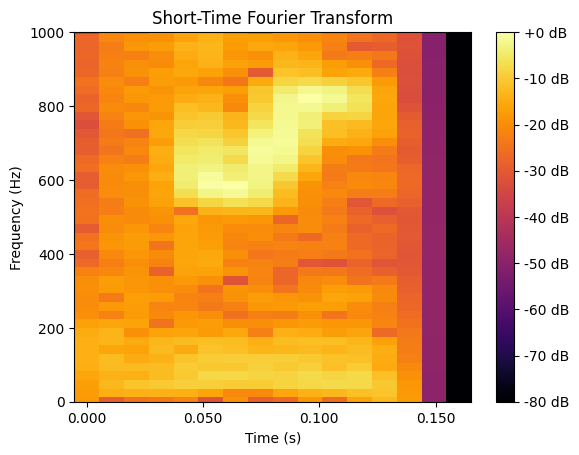 Short-Time Fourier Transform
1000
800
600
400
200
0
Frequency (Hz)
0.000
0.050
0.100
0.150
Time (s)
+0 dB
-10 dB
-20 dB
-30 dB
-40 dB
-50 dB
-60 dB
-70 dB
-80 dB